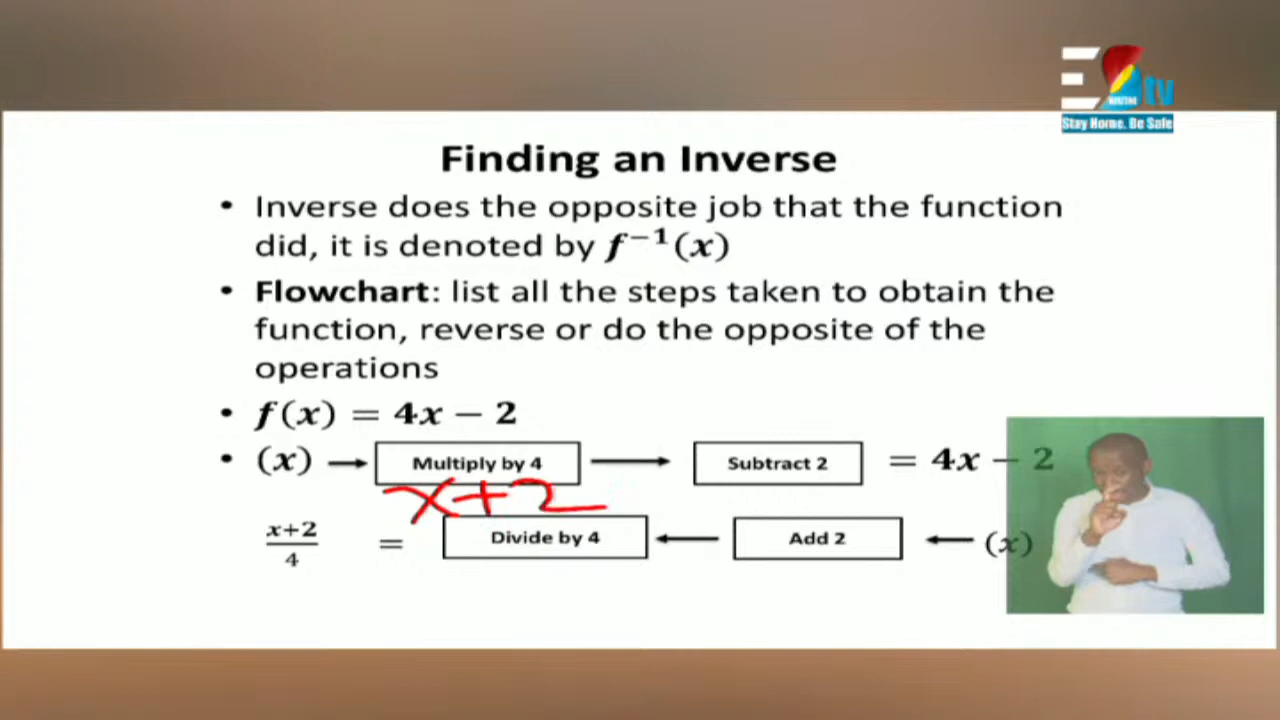 E tv
Stay Home. Be Safe
Finding an Inverse
• Inverse does the opposite job that the function
did, it is denoted by f⁻¹(x)
• Flowchart: list all the steps taken to obtain the
function, reverse or do the opposite of the
operations
• f(x) = 4x − 2
• (x) → Multiply by 4 → Subtract 2 = 4x − 2
x+2
x+2/4 = Divide by 4 ← Add 2 ← (x)